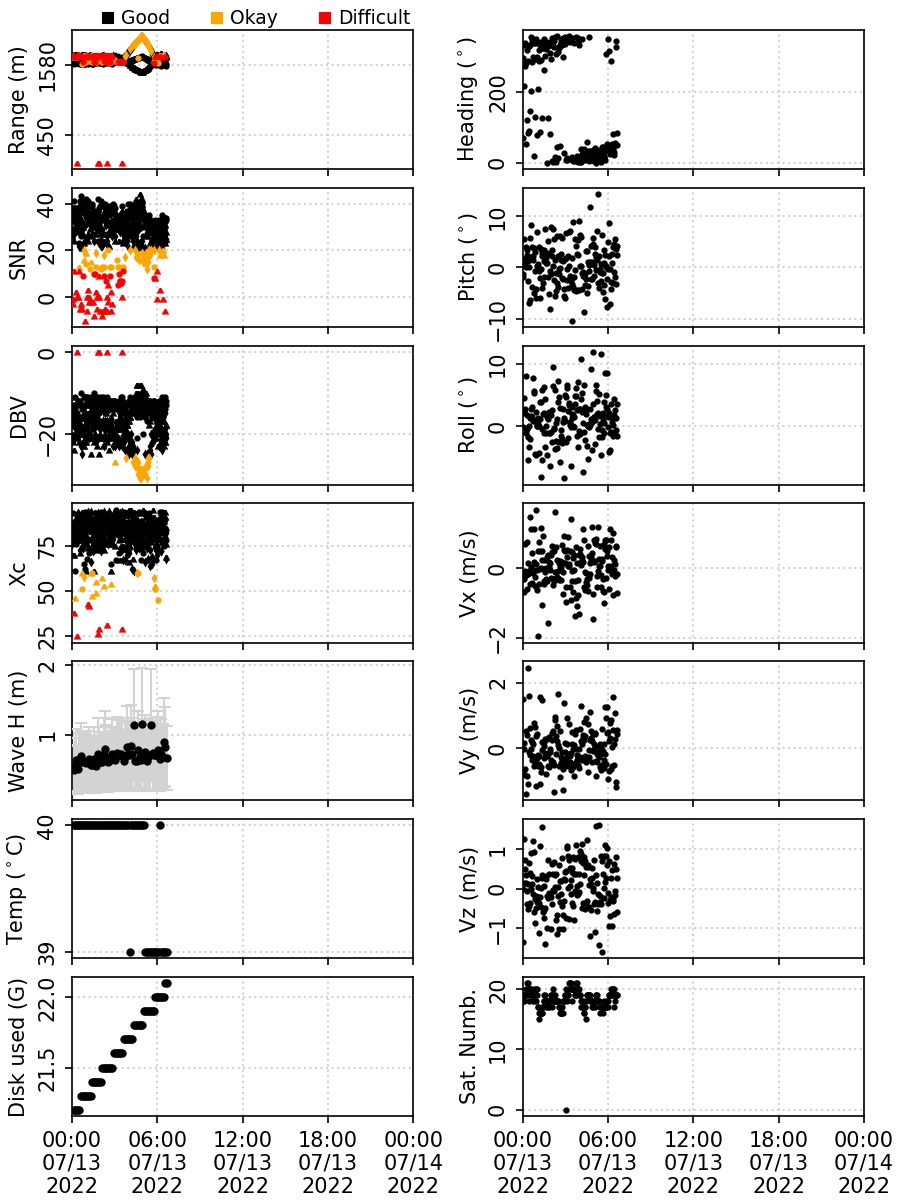 Good Okay Difficult
Range (m)
1580
450
Heading (°)
200
0
SNR
40
20
0
Pitch (°)
10
0
−10
DBV
0
−20
Roll (°)
10
0
Xc
75
50
25
Vx (m/s)
0
−2
Wave H (m)
2
1
Vy (m/s)
2
0
Temp (°C)
40
39
Vz (m/s)
1
0
−1
Disk used (G)
22.0
21.5
Sat. Numb.
20
10
0
00:00 06:00 12:00 18:00 00:00
07/13 07/13 07/13 07/13 07/14
2022 2022 2022 2022 2022
00:00 06:00 12:00 18:00 00:00
07/13 07/13 07/13 07/13 07/14
2022 2022 2022 2022 2022